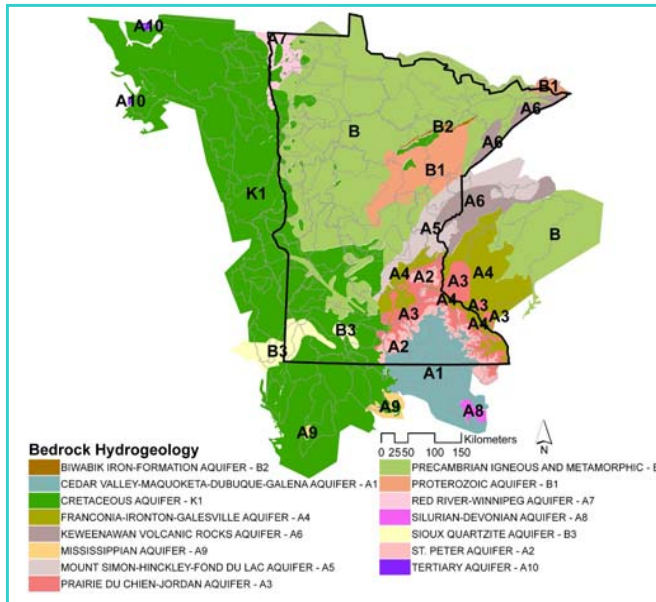 A10
A7
B1
A10
A6
B2
B
A6
B1
K1
A6
A5
B
A4
A2
A3
A4
A4
A3
A3
B3
A4
A3
B3
A2
A1
A9
A8
A9
Kilometers
0 25 50 100 150
N
Bedrock Hydrogeology
BIWABIK IRON-FORMATION AQUIFER - B2
CEDAR VALLEY-MAQUOKETA-DUBUQUE-GALENA AQUIFER - A1
CRETACEOUS AQUIFER - K1
FRANCONIA-IRONTON-GALESVILLE AQUIFER - A4
KEWEENAWAN VOLCANIC ROCKS AQUIFER - A6
MISSISSIPPIAN AQUIFER - A9
MOUNT SIMON-HINCKLEY-FOND DU LAC AQUIFER - A5
PRAIRIE DU CHIEN-JORDAN AQUIFER - A3
PRECAMBRIAN IGNEOUS AND METAMORPHIC -
PROTEROZOIC AQUIFER - B1
RED RIVER-WINNIPEG AQUIFER - A7
SILURIAN-DEVONIAN AQUIFER - A8
SIOUX QUARTZITE AQUIFER - B3
ST. PETER AQUIFER - A2
TERTIARY AQUIFER - A10